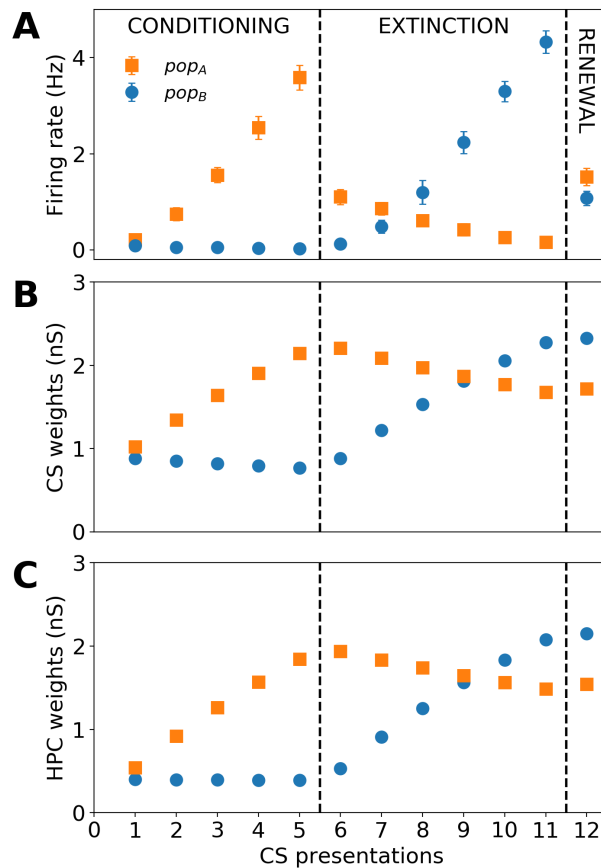 A
CONDITIONING
EXTINCTION
RENEWAL
pop_A
pop_B
Firing rate (Hz)
4
2
0
B
CS weights (nS)
3
2
1
0
C
HPC weights (nS)
3
2
1
0
0 1 2 3 4 5 6 7 8 9 10 11 12
CS presentations